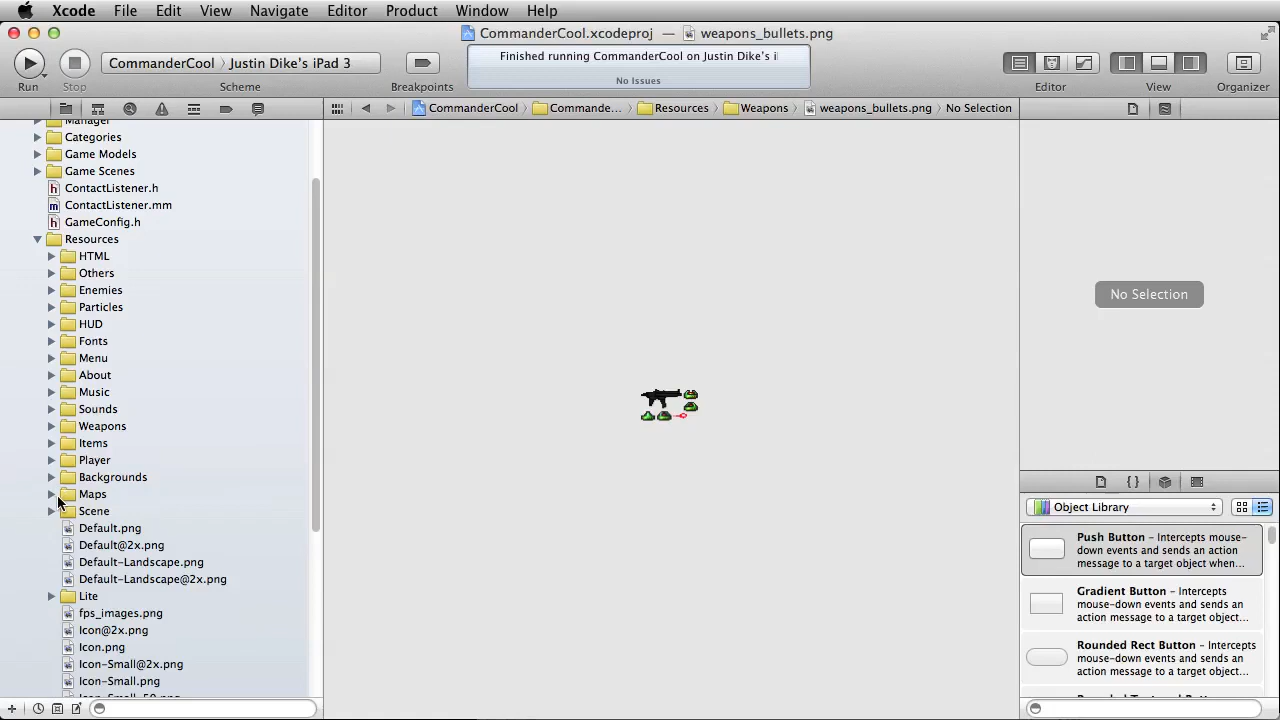 Xcode File Edit View Navigate Editor Product Window Help
CommanderCool.xcodeproj — weapons_bullets.png
CommanderCool › Justin Dike's iPad 3
Finished running CommanderCool on Justin Dike's i
No Issues
Run Stop Scheme Breakpoints Editor View Organizer
CommanderCool › Commande... › Resources › Weapons › weapons_bullets.png › No Selection
Manager
Categories
Game Models
Game Scenes
ContactListener.h
ContactListener.mm
GameConfig.h
Resources
HTML
Others
Enemies
Particles
HUD
Fonts
Menu
About
Music
Sounds
Weapons
Items
Player
Backgrounds
Maps
Scene
Default.png
Default@2x.png
Default-Landscape.png
Default-Landscape@2x.png
Lite
fps_images.png
Icon@2x.png
Icon.png
Icon-Small@2x.png
Icon-Small.png
No Selection
Object Library
Push Button – Intercepts mouse-
down events and sends an action
message to a target object when...
Gradient Button – Intercepts
mouse-down events and sends an
action message to a target object...
Rounded Rect Button – Intercepts
mouse-down events and sends an
action message to a target object...